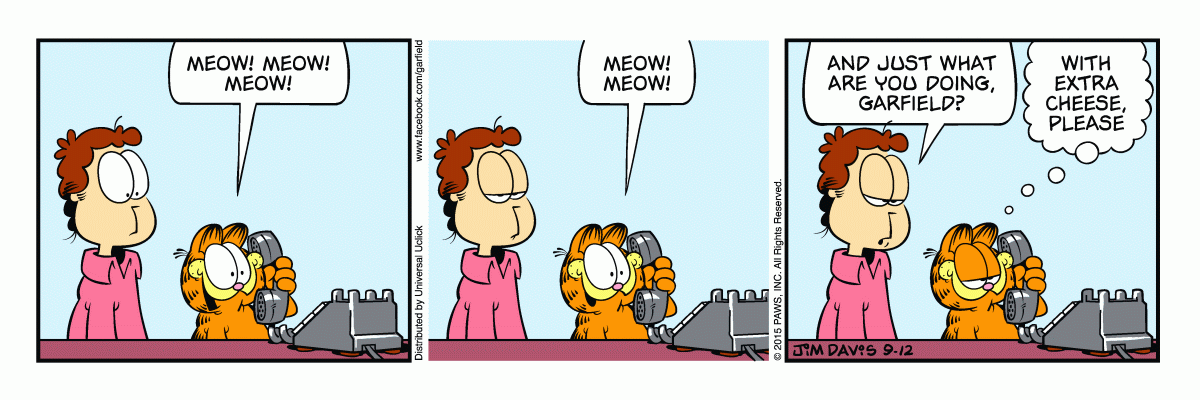 MEOW! MEOW!
MEOW!
Distributed by Universal Uclick
www.facebook.com/garfield
MEOW!
MEOW!
© 2015 PAWS, INC. All Rights Reserved.
AND JUST WHAT
ARE YOU DOING,
GARFIELD?
WITH
EXTRA
CHEESE,
PLEASE
JIM DAVIS 9-12